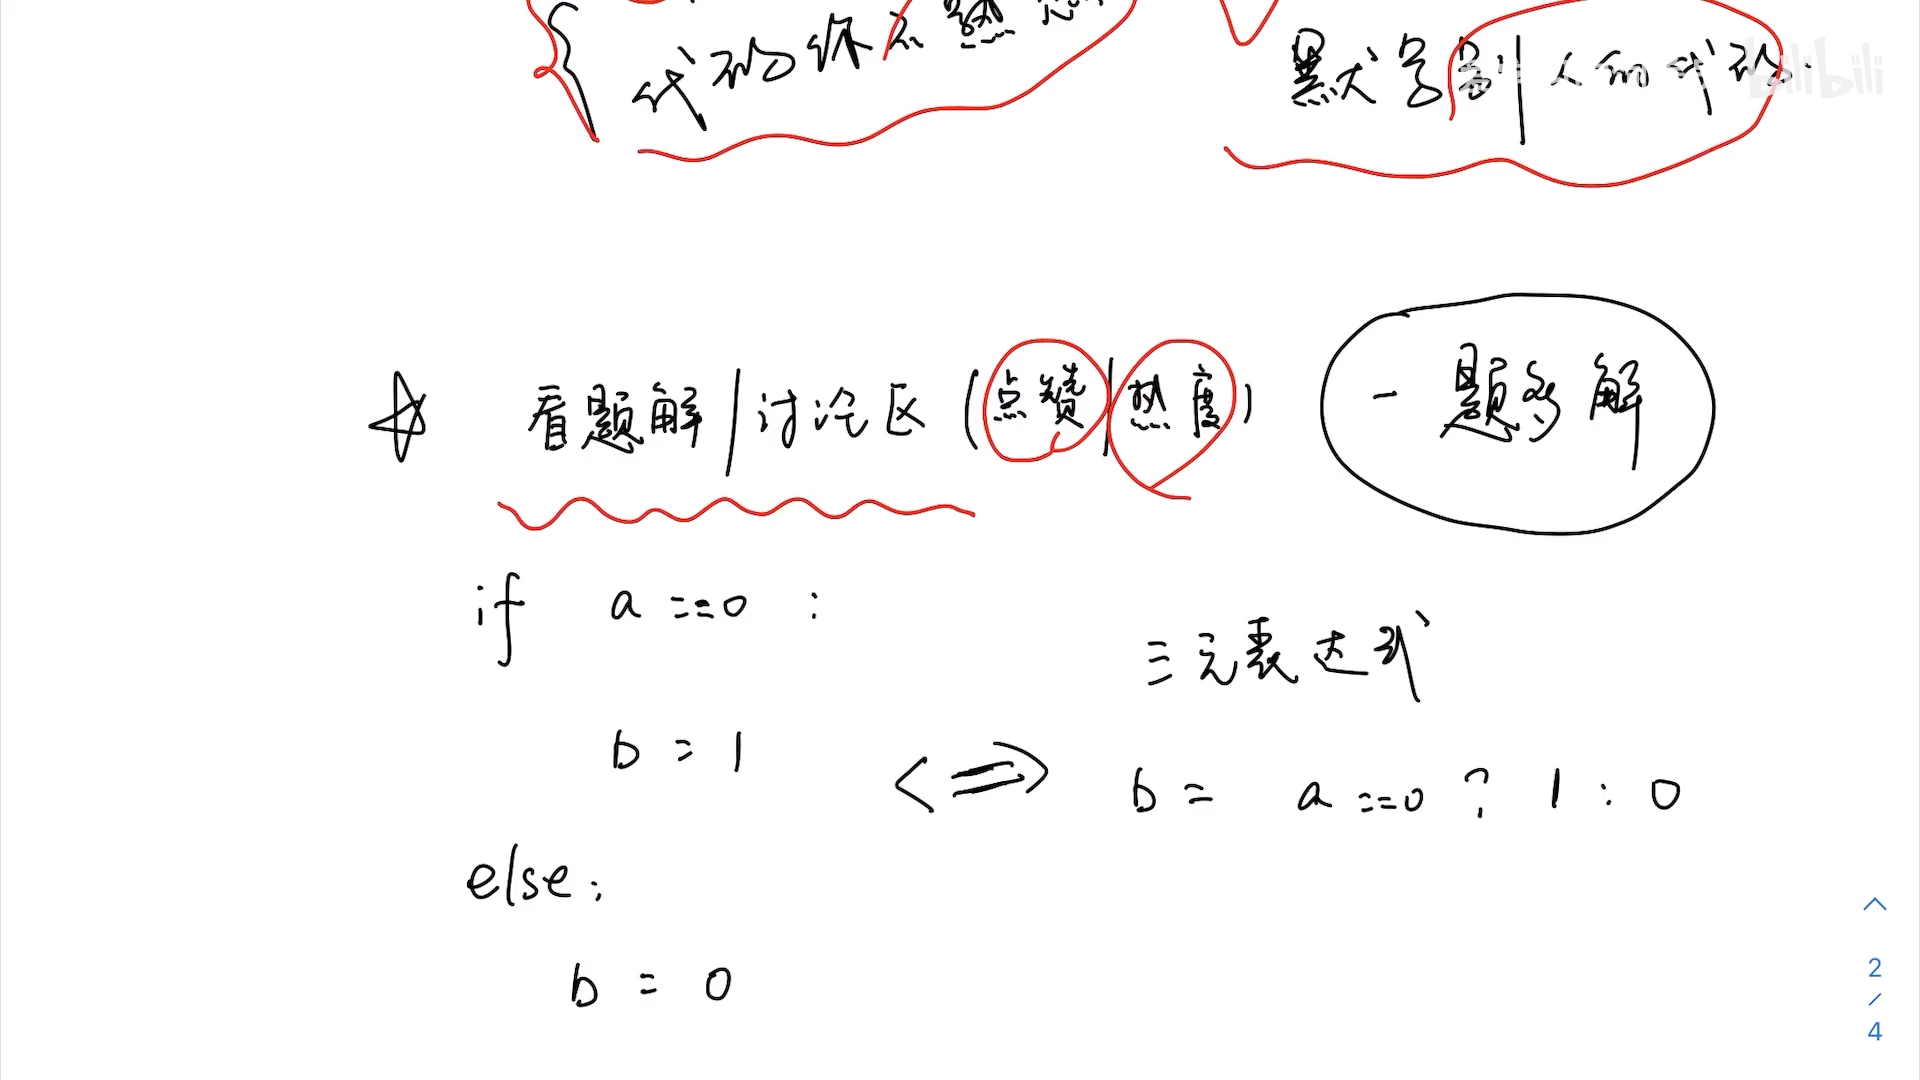 代码你不熟悉
默写别人的代码.
bilibili
看题解/讨论区(点赞|热度)
一题多解
if a==0 :
b = 1
else:
b = 0
三元表达式
<=> b= a==0 ? 1 : 0
2
/
4